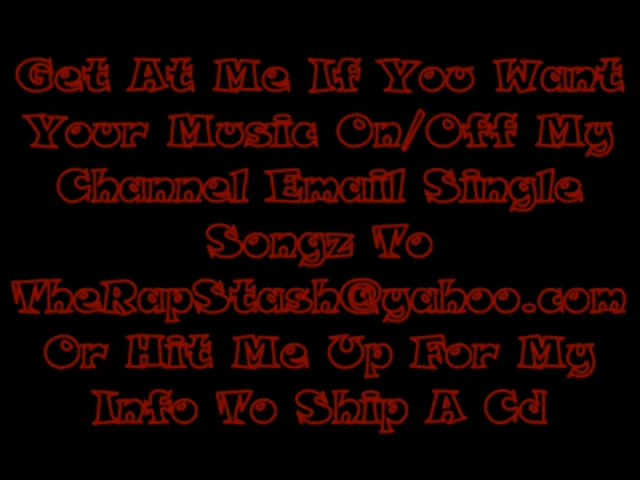 Get At Me If You Want
Your Music On/Off My
Channel Email Single
Songz To
TheRapStash@yahoo.com
Or Hit Me Up For My
Info To Ship A Cd